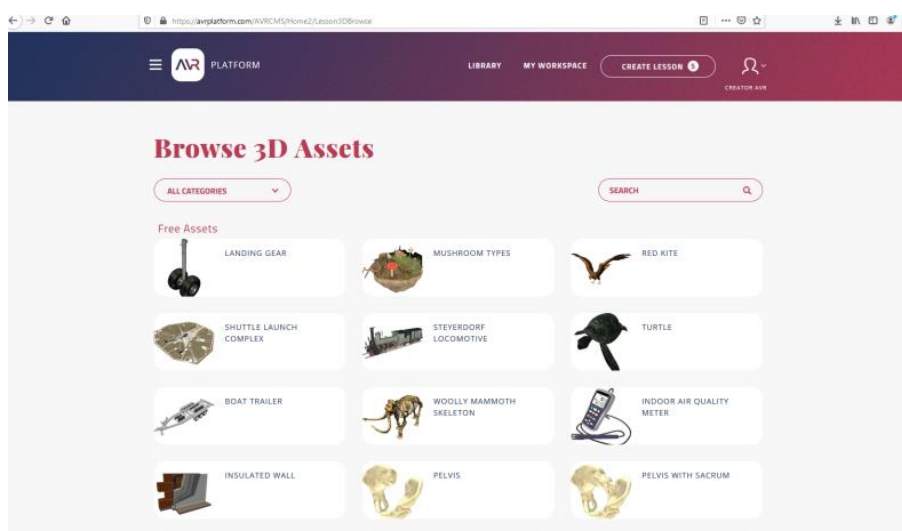 https://avrplatform.com/AVRCMS/Home2/Lesson3DBrowse
AVR PLATFORM LIBRARY MY WORKSPACE CREATE LESSON 5
CREATOR AVR
Browse 3D Assets
ALL CATEGORIES SEARCH
Free Assets
LANDING GEAR
MUSHROOM TYPES
RED KITE
SHUTTLE LAUNCH
COMPLEX
STEYERDORF
LOCOMOTIVE
TURTLE
BOAT TRAILER
WOOLLY MAMMOTH
SKELETON
INDOOR AIR QUALITY
METER
INSULATED WALL
PELVIS
PELVIS WITH SACRUM